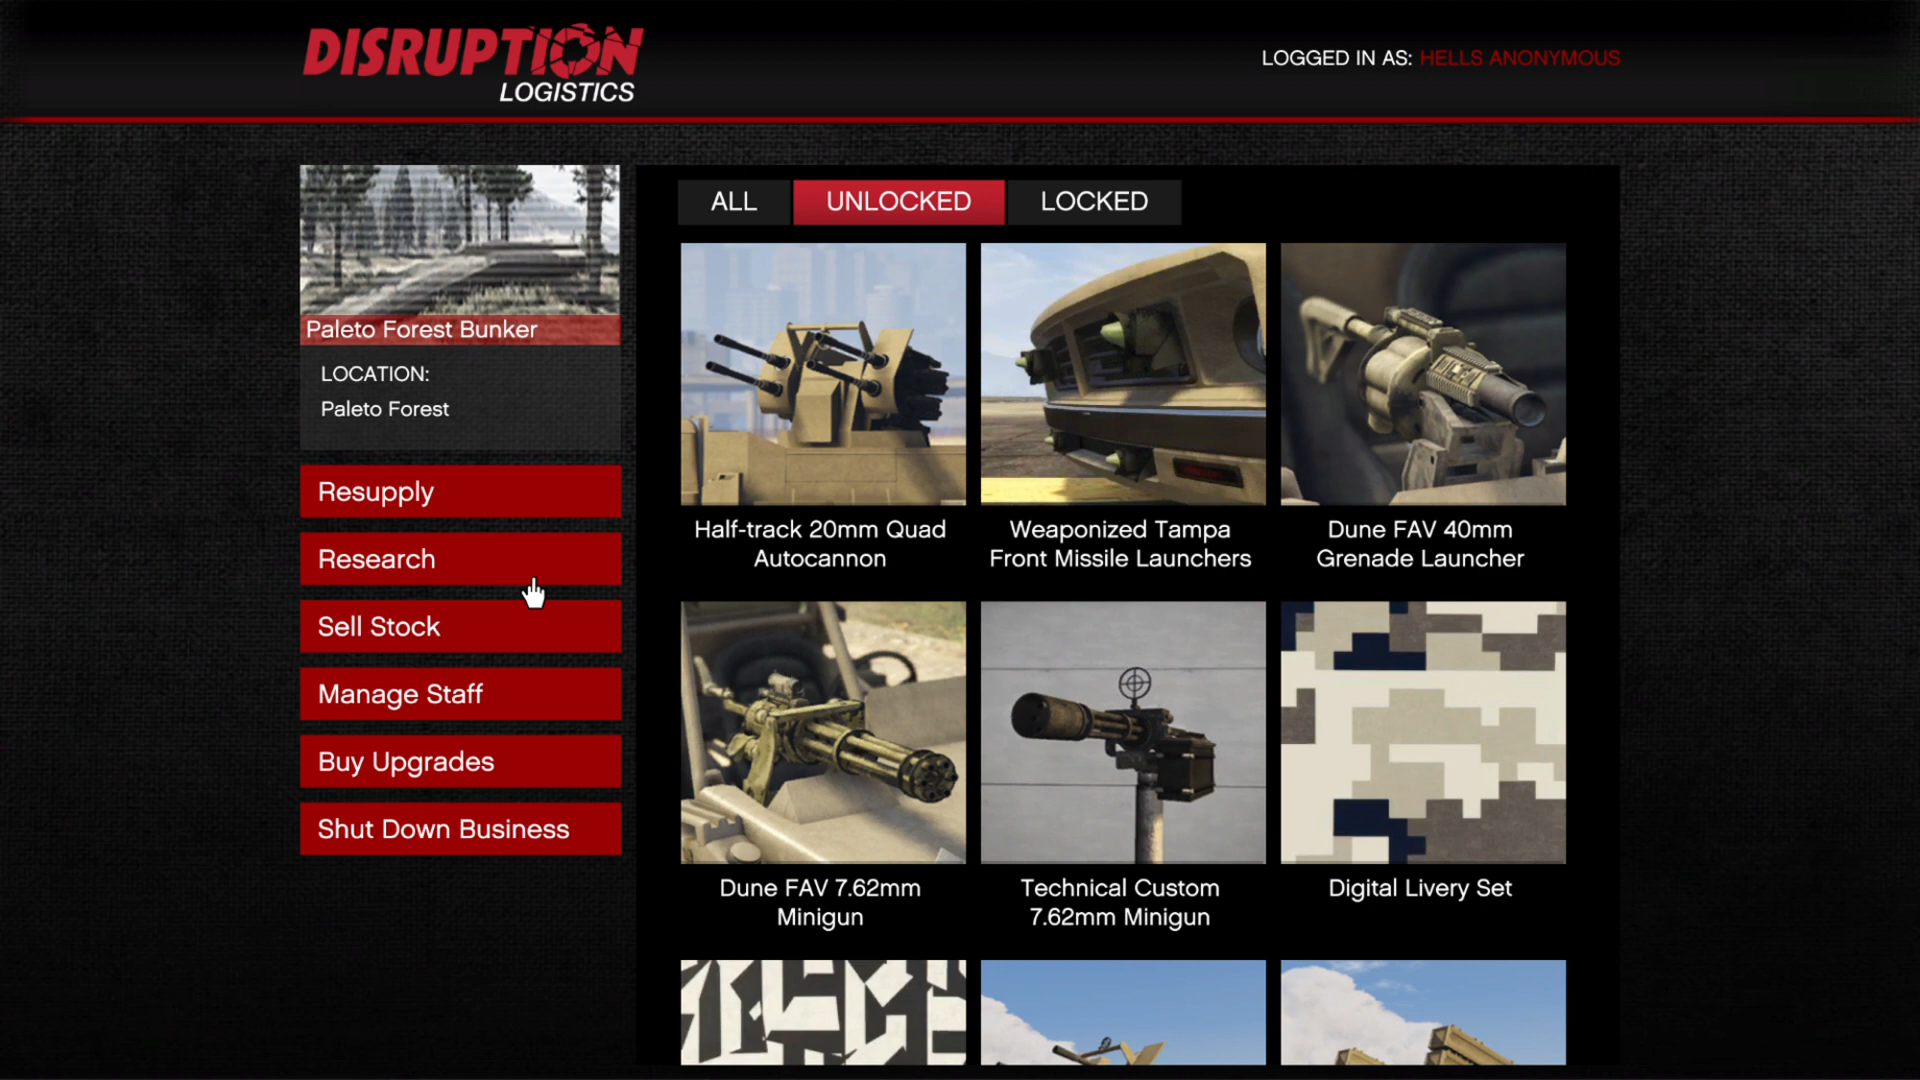 DISRUPTION
LOGISTICS
LOGGED IN AS: HELLS ANONYMOUS
Paleto Forest Bunker
LOCATION:
Paleto Forest
Resupply
Research
Sell Stock
Manage Staff
Buy Upgrades
Shut Down Business
ALL
UNLOCKED
LOCKED
Half-track 20mm Quad
Autocannon
Weaponized Tampa
Front Missile Launchers
Dune FAV 40mm
Grenade Launcher
Dune FAV 7.62mm
Minigun
Technical Custom
7.62mm Minigun
Digital Livery Set